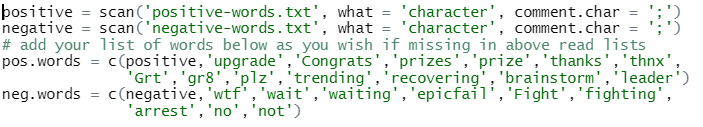 positive = scan('positive-words.txt', what = 'character', comment.char = ';')
negative = scan('negative-words.txt', what = 'character', comment.char = ';')
# add your list of words below as you wish if missing in above read lists
pos.words = c(positive,'upgrade','Congrats','prizes','prize','thanks','thnx',
'Grt','gr8','plz','trending','recovering','brainstorm','leader')
neg.words = c(negative,'wtf','wait','waiting','epicfail','Fight','fighting',
'arrest','no','not')